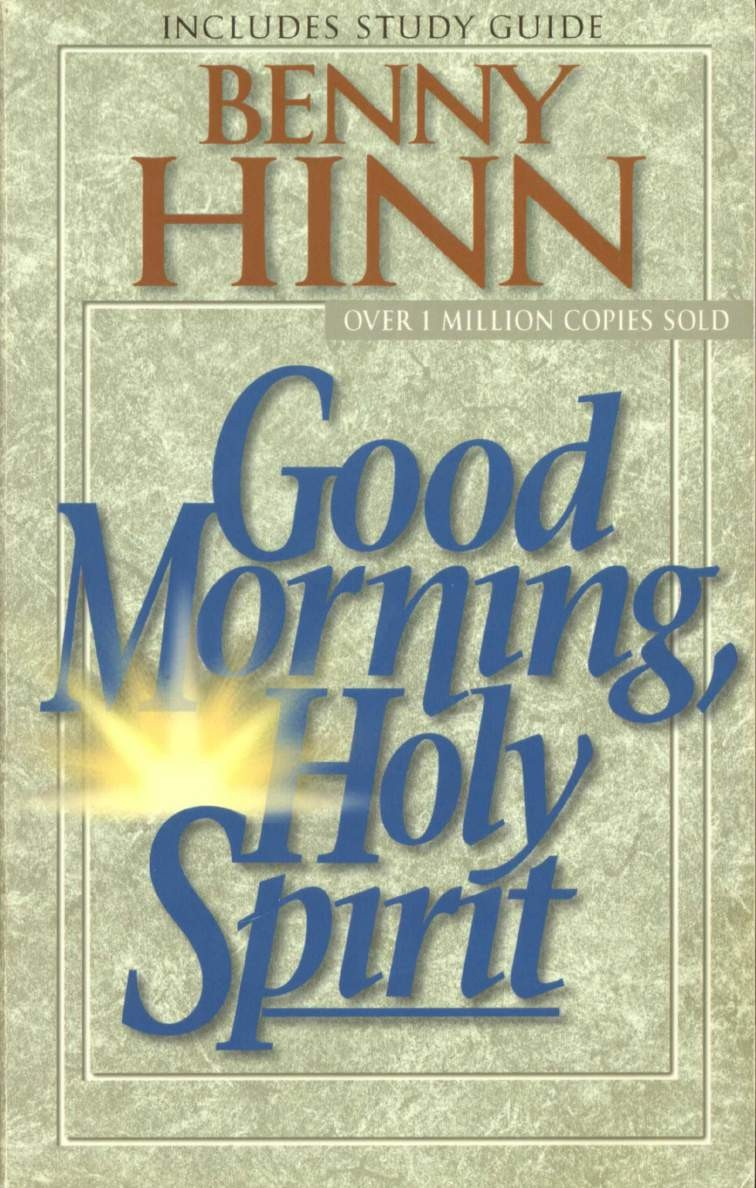 INCLUDES STUDY GUIDE
BENNY
HINN
OVER 1 MILLION COPIES SOLD
Good
Morning,
Holy
Spirit